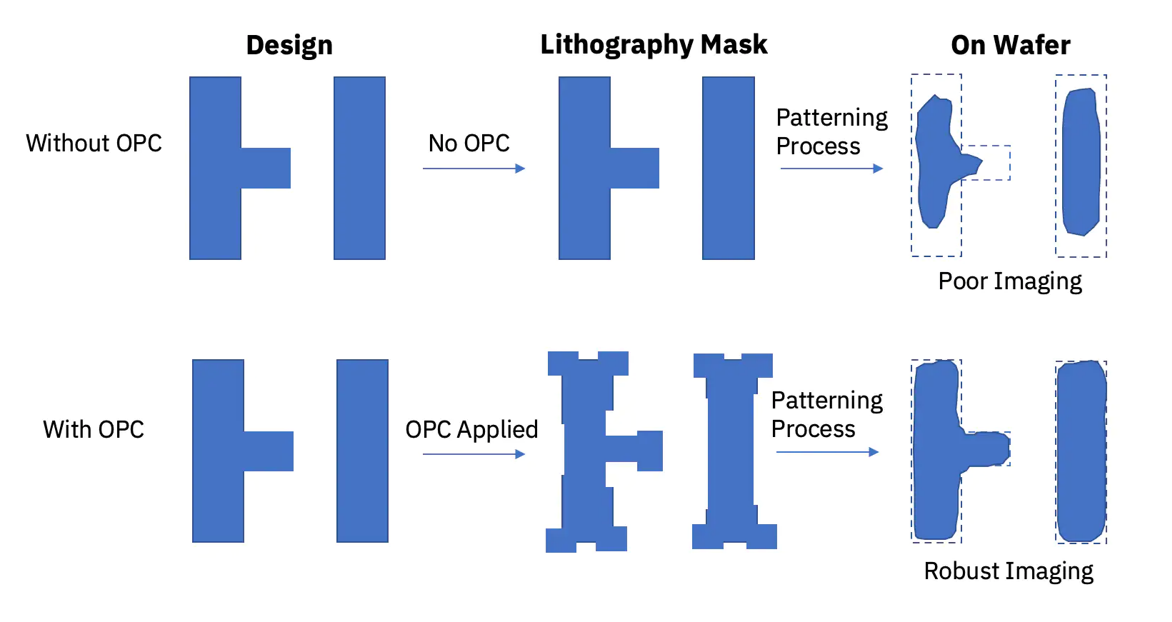 Design
Lithography Mask
On Wafer
Without OPC
No OPC
Patterning
Process
Poor Imaging
With OPC
OPC Applied
Patterning
Process
Robust Imaging